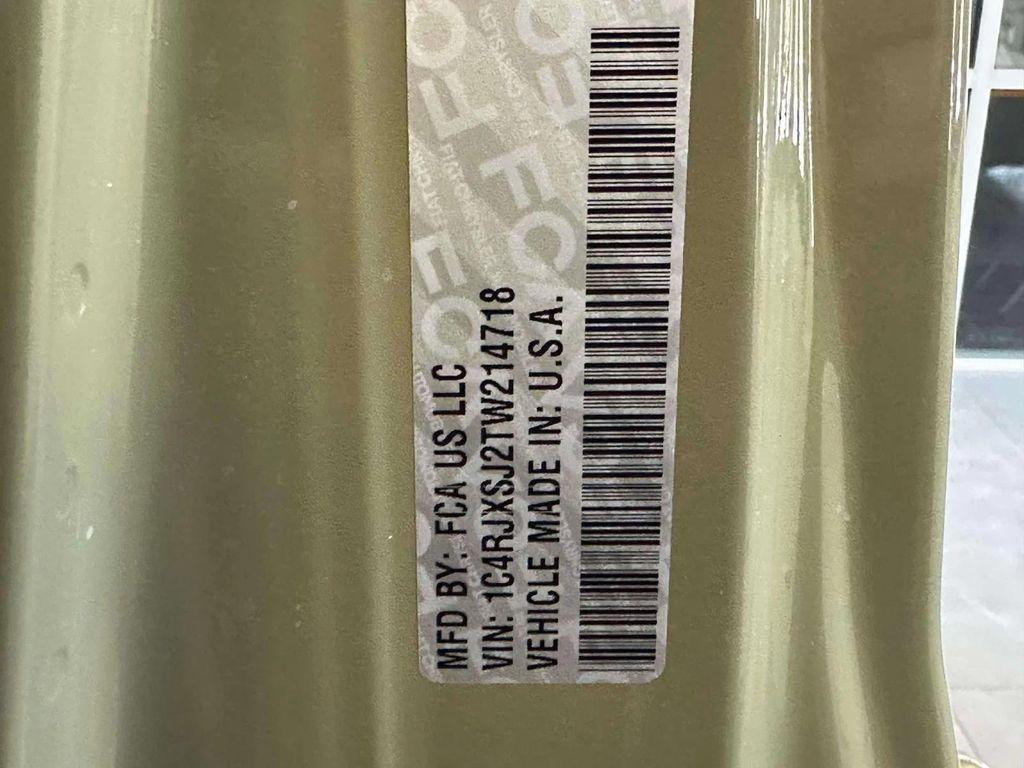 MFD BY: FCA US LLC
VIN: 1C4RJXSJ2TW214718
VEHICLE MADE IN: U.S.A.